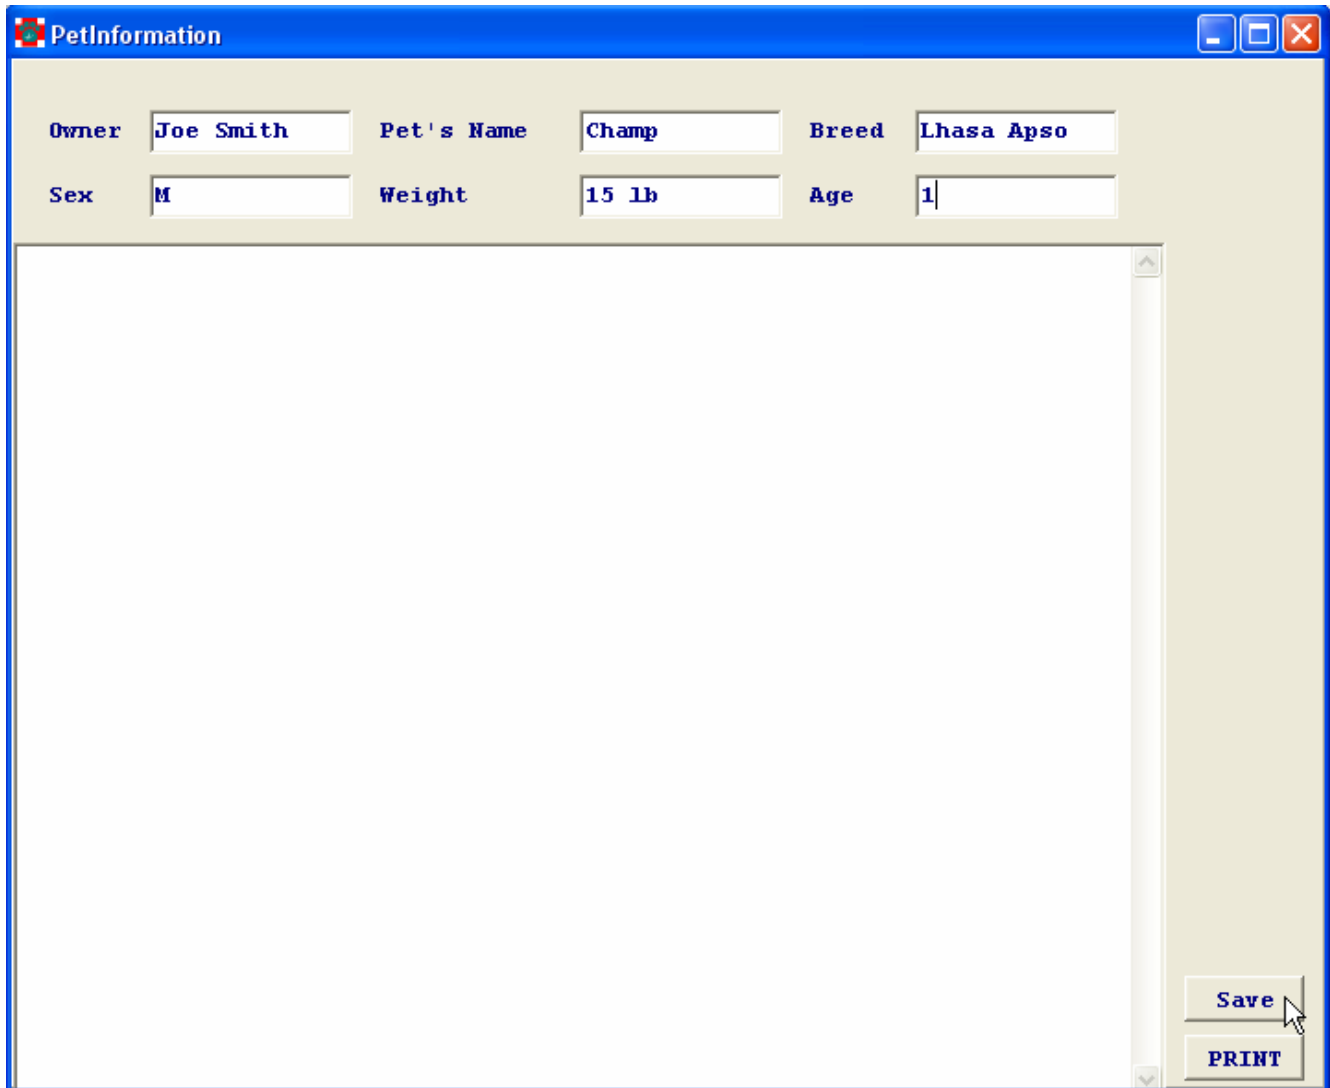 PetInformation
Owner Joe Smith Pet's Name Champ Breed Lhasa Apso
Sex M Weight 15 lb Age 1
Save
PRINT